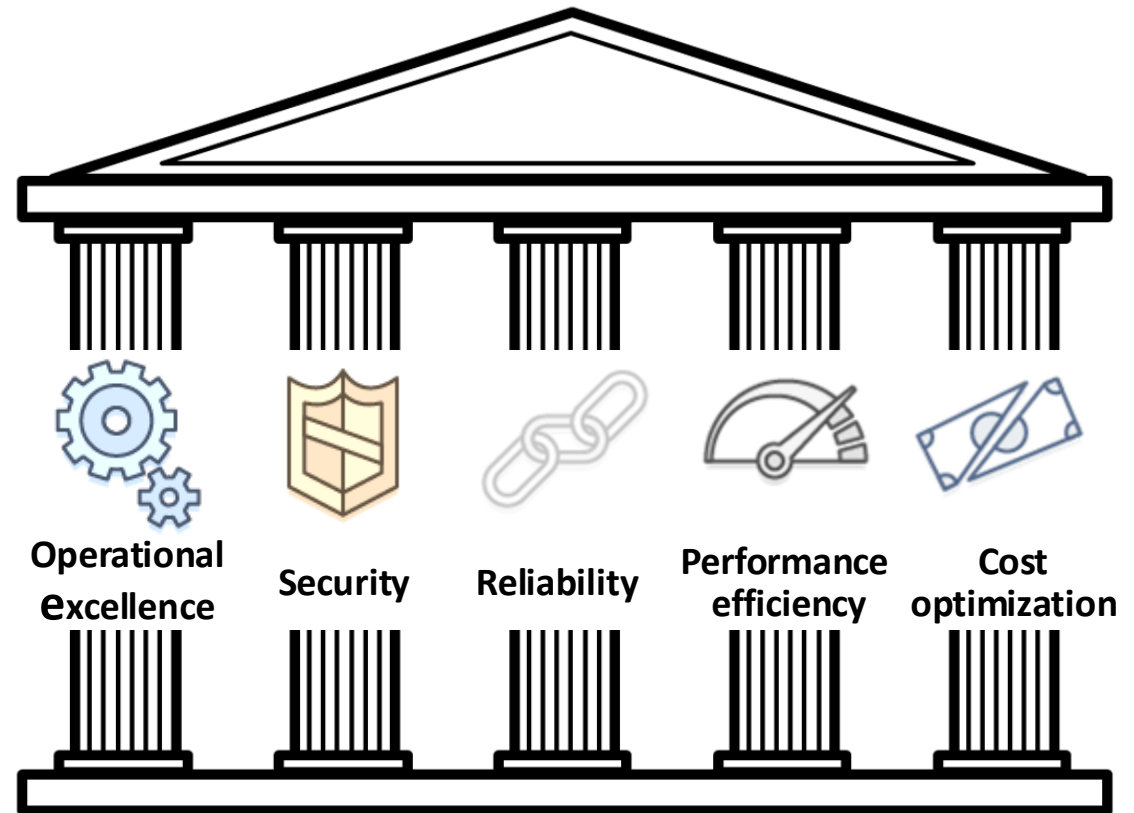 Operational
excellence
Security
Reliability
Performance
efficiency
Cost
optimization